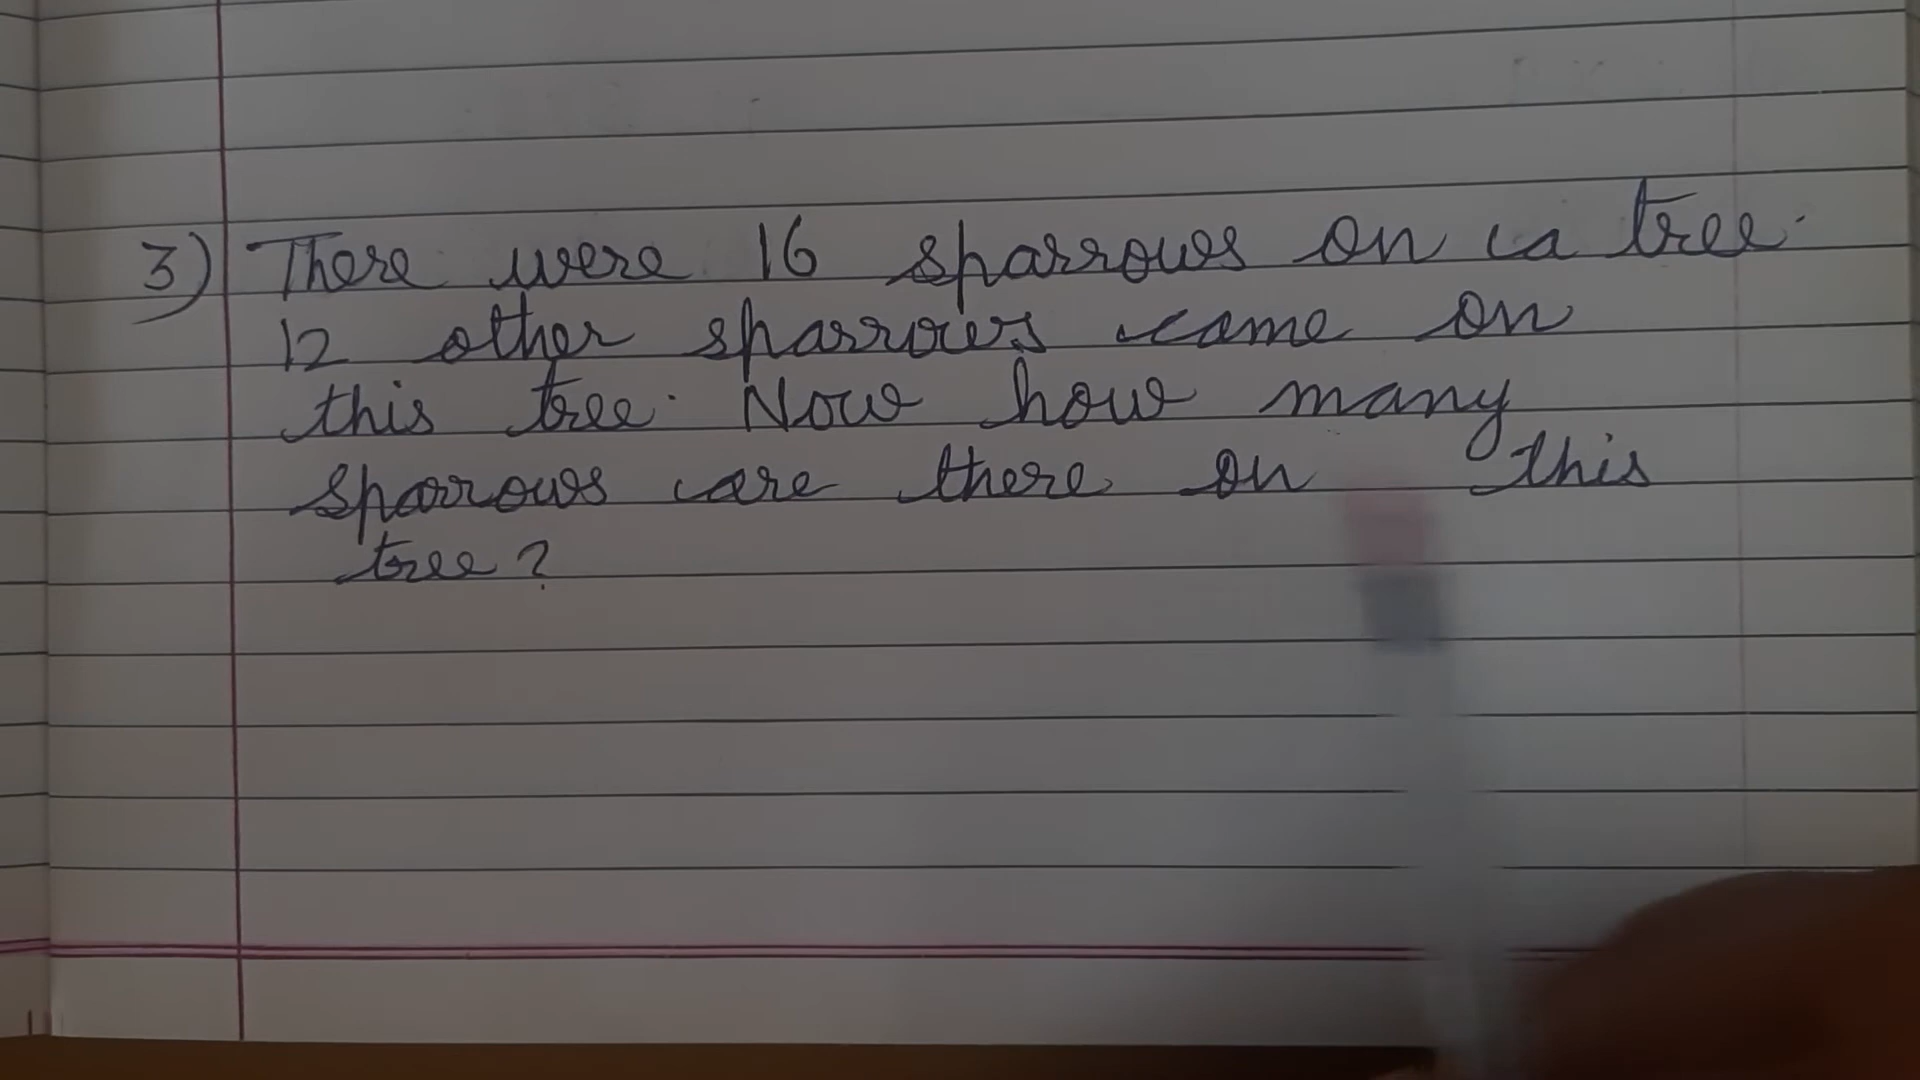 3) There were 16 sparrows on a tree.
12 other sparrows came on
this tree. Now how many
sparrows are there on this
tree?